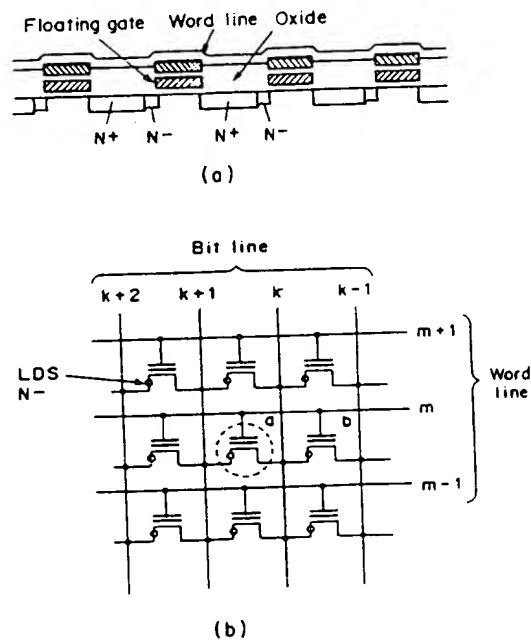 Floating gate Word line Oxide
N+ N- N+ N-
(a)
Bit line
k+2 k+1 k k-1
m+1
LDS
N-
Word
line
m
a b
m-1
(b)